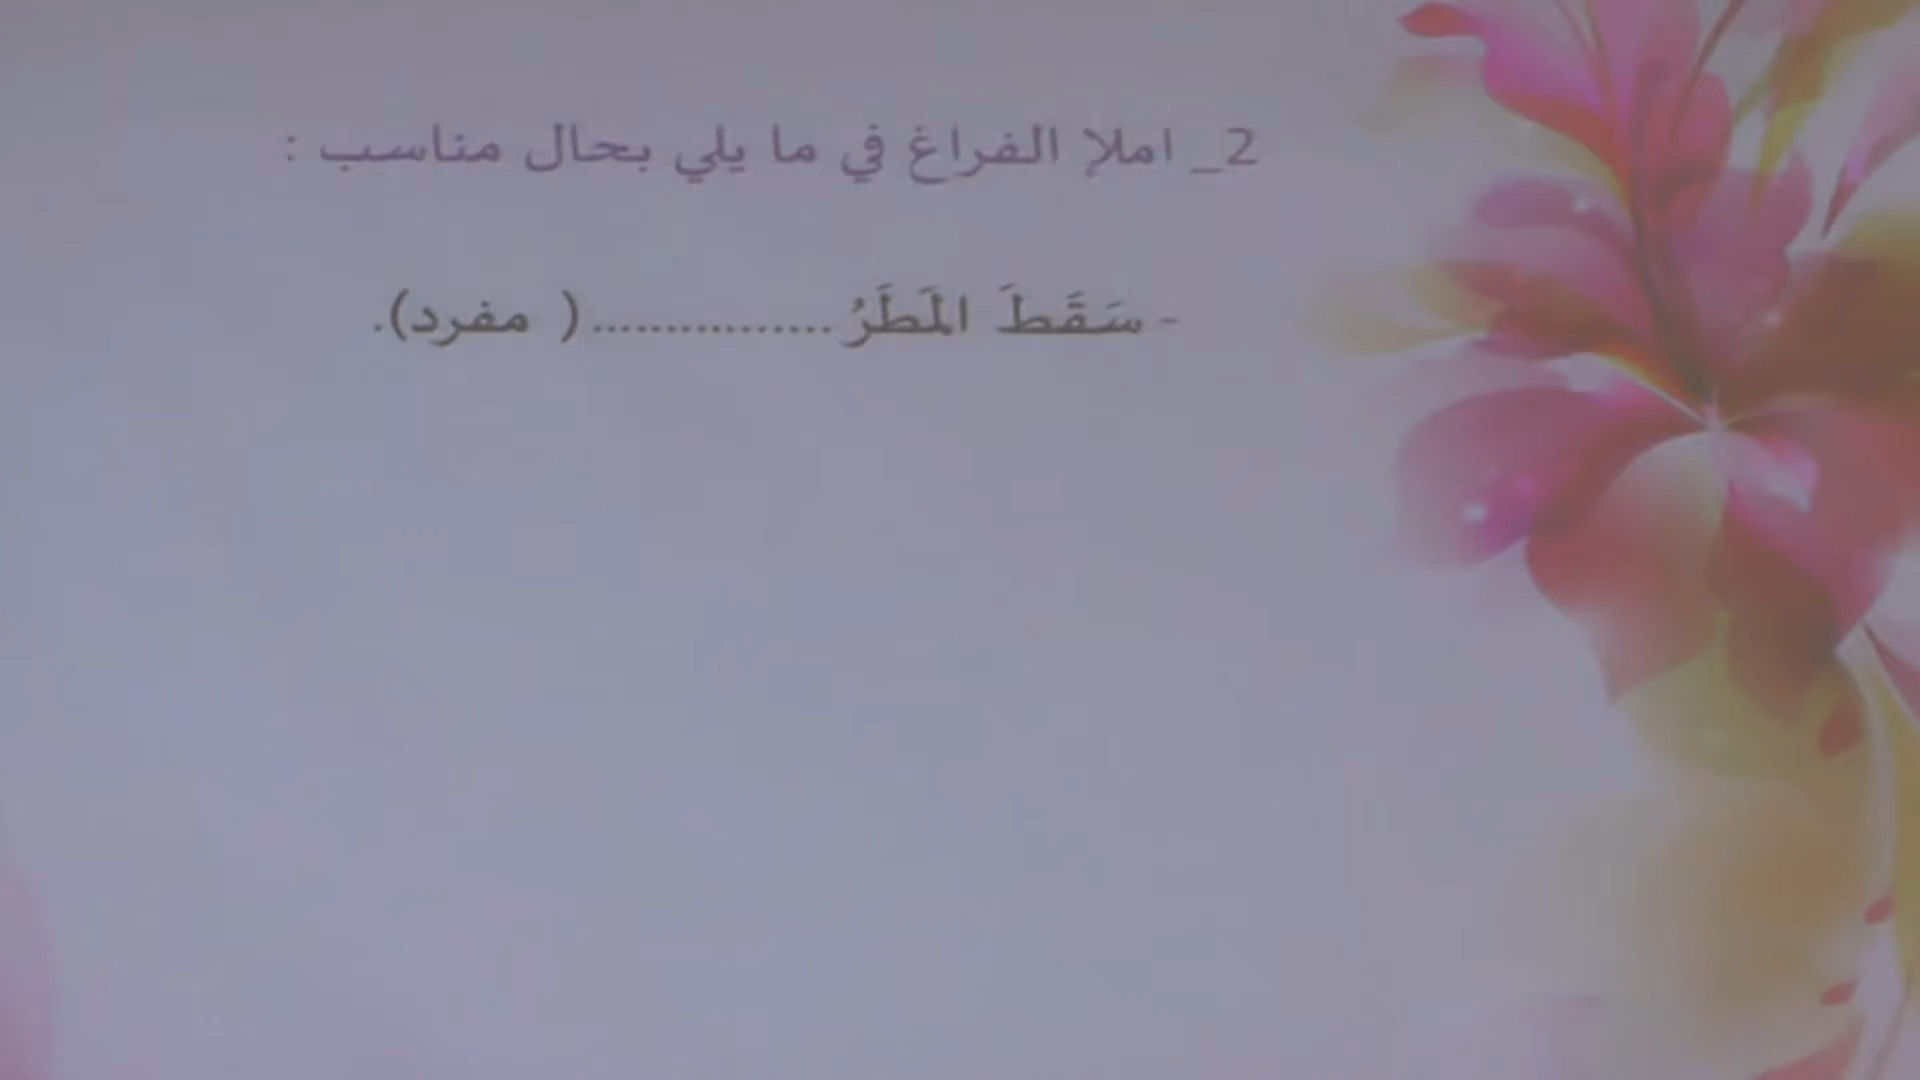 2_ املإ الفراغ في ما يلي بحال مناسب :
- سَقَطَ المَطَرُ ................( مفرد).